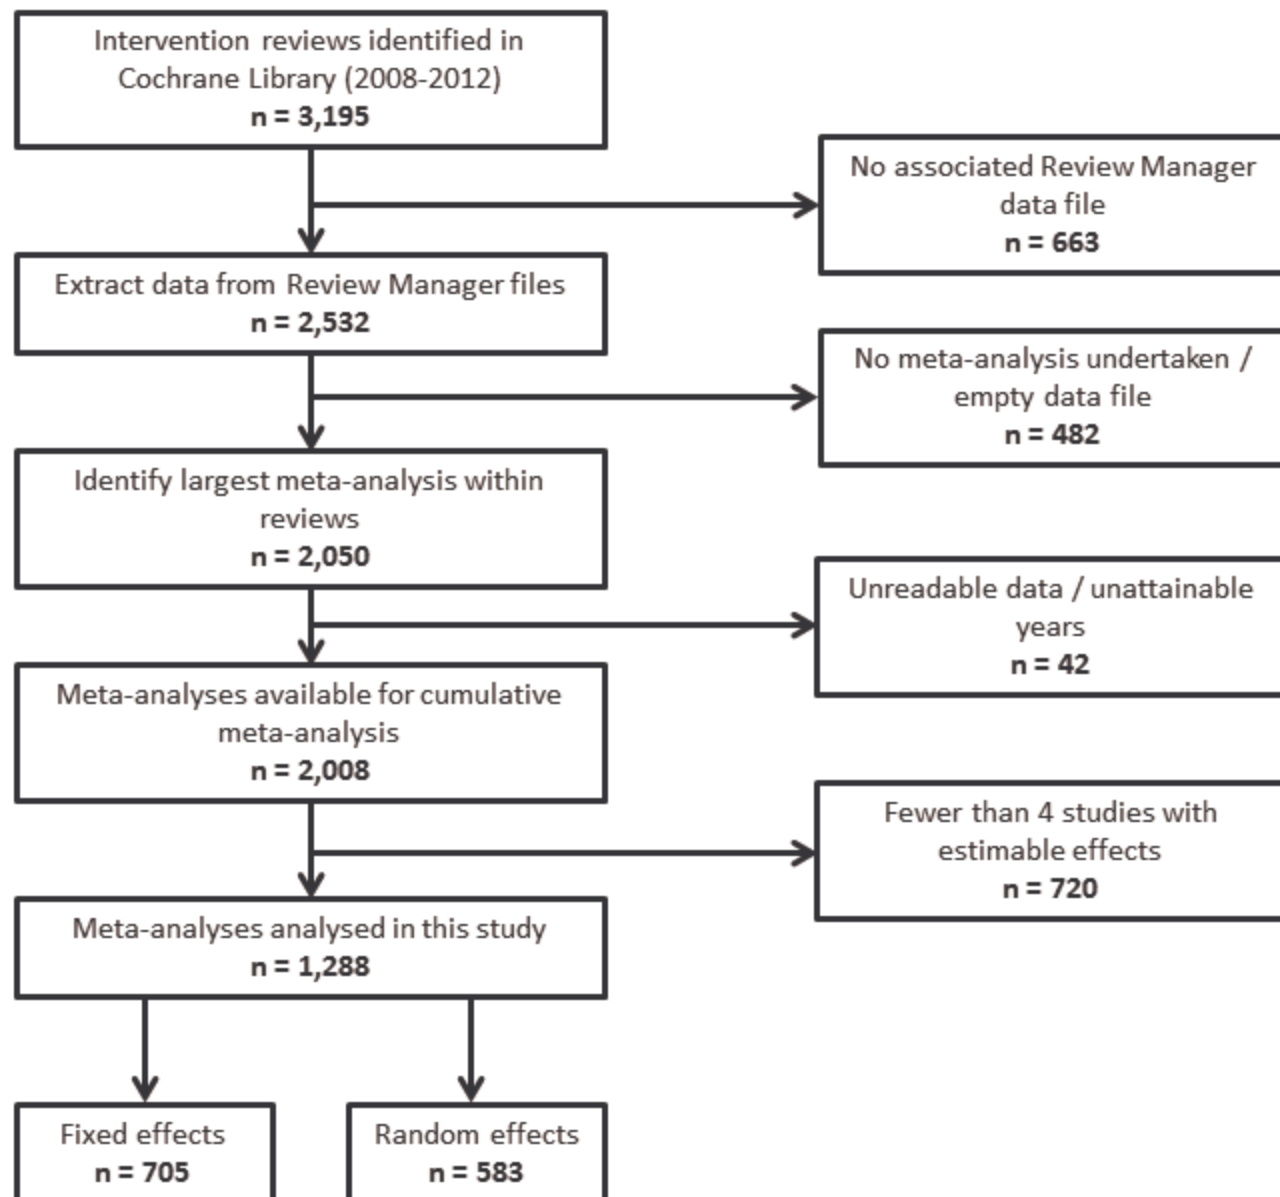 Intervention reviews identified in
Cochrane Library (2008-2012)
n = 3,195
No associated Review Manager
data file
n = 663
Extract data from Review Manager files
n = 2,532
No meta-analysis undertaken /
empty data file
n = 482
Identify largest meta-analysis within
reviews
n = 2,050
Unreadable data / unattainable
years
n = 42
Meta-analyses available for cumulative
meta-analysis
n = 2,008
Fewer than 4 studies with
estimable effects
n = 720
Meta-analyses analysed in this study
n = 1,288
Fixed effects
n = 705
Random effects
n = 583